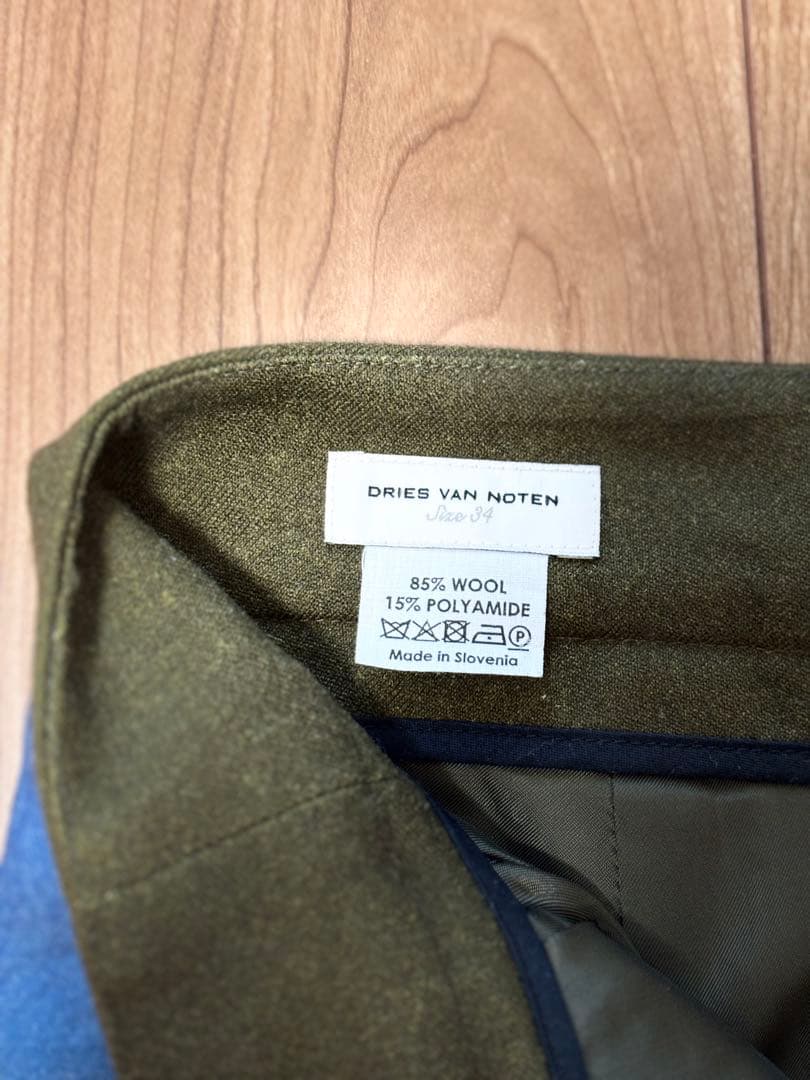 DRIES VAN NOTEN
Size 34
85% WOOL
15% POLYAMIDE
P
Made in Slovenia